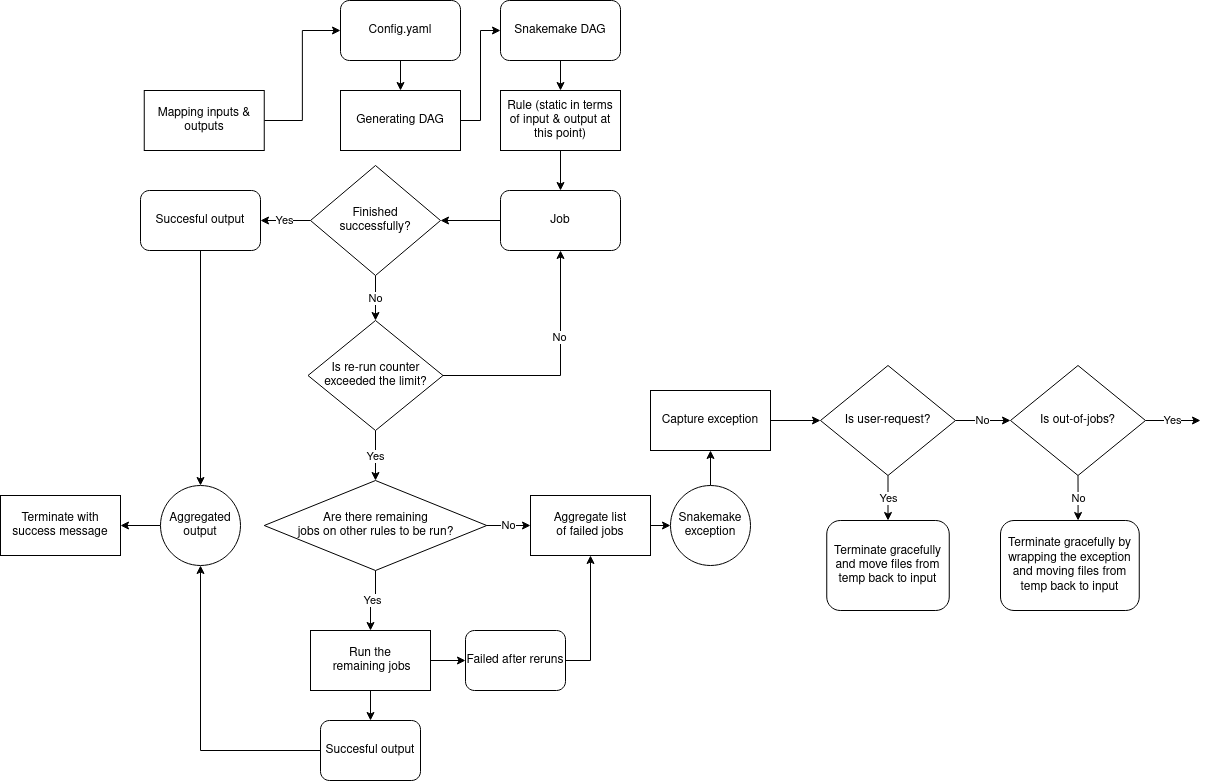 Config.yaml
Snakemake DAG
Mapping inputs &
outputs
Generating DAG
Rule (static in terms
of input & output at
this point)
Succesful output
Yes
Finished
successfully?
Job
No
Is re-run counter
exceeded the limit?
No
Yes
Capture exception
Is user-request?
No
Is out-of-jobs?
Yes
Terminate with
success message
Aggregated
output
Are there remaining
jobs on other rules to be run?
No
Aggregate list
of failed jobs
Snakemake
exception
Yes
No
Terminate gracefully
and move files from
temp back to input
Terminate gracefully by
wrapping the exception
and moving files from
temp back to input
Yes
Run the
remaining jobs
Failed after reruns
Succesful output